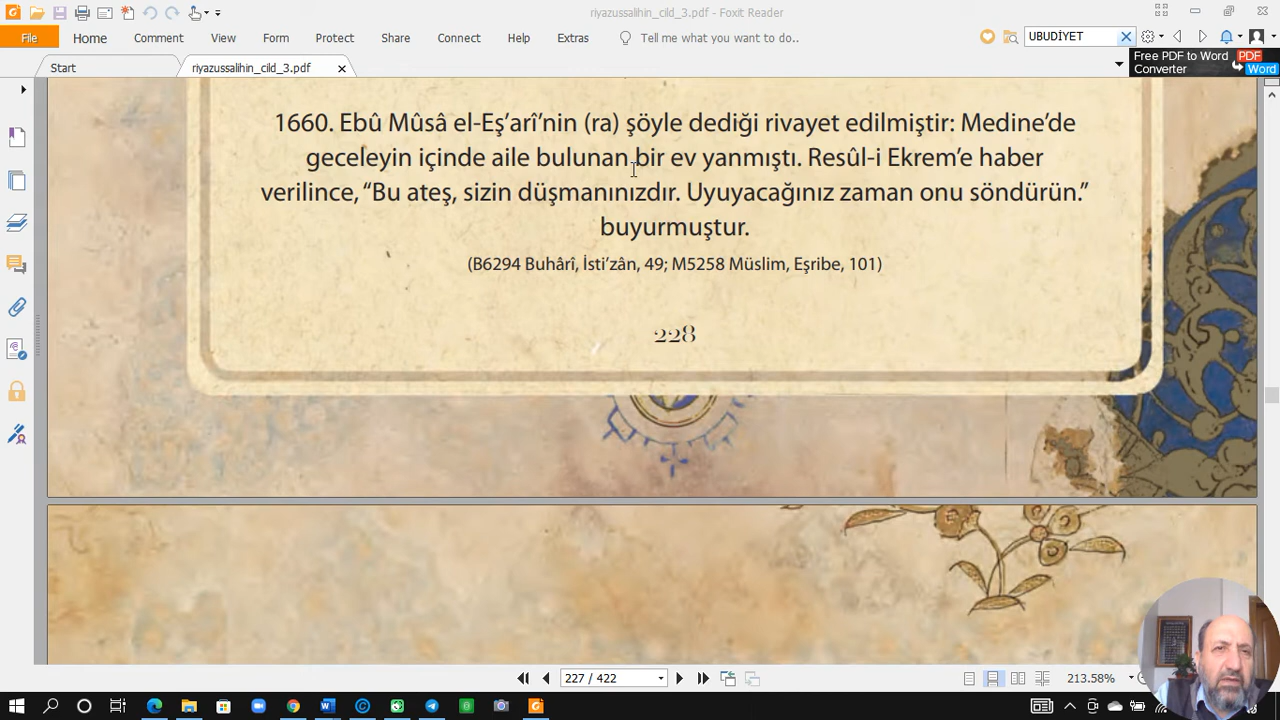 riyazussalihin_cild_3.pdf - Foxit Reader
File Home Comment View Form Protect Share Connect Help Extras Tell me what you want to do.. UBUDİYET
Start riyazussalihin_cild_3.pdf
Free PDF to Word PDF
Converter Word
1660. Ebû Mûsâ el-Eş’arî’nin (ra) şöyle dediği rivayet edilmiştir: Medine’de
geceleyin içinde aile bulunan bir ev yanmıştı. Resûl-i Ekrem’e haber
verilince, “Bu ateş, sizin düşmanınızdır. Uyuyacağınız zaman onu söndürün.”
buyurmuştur.
(B6294 Buhârî, İsti’zân, 49; M5258 Müslim, Eşribe, 101)
228
227 / 422 213.58%